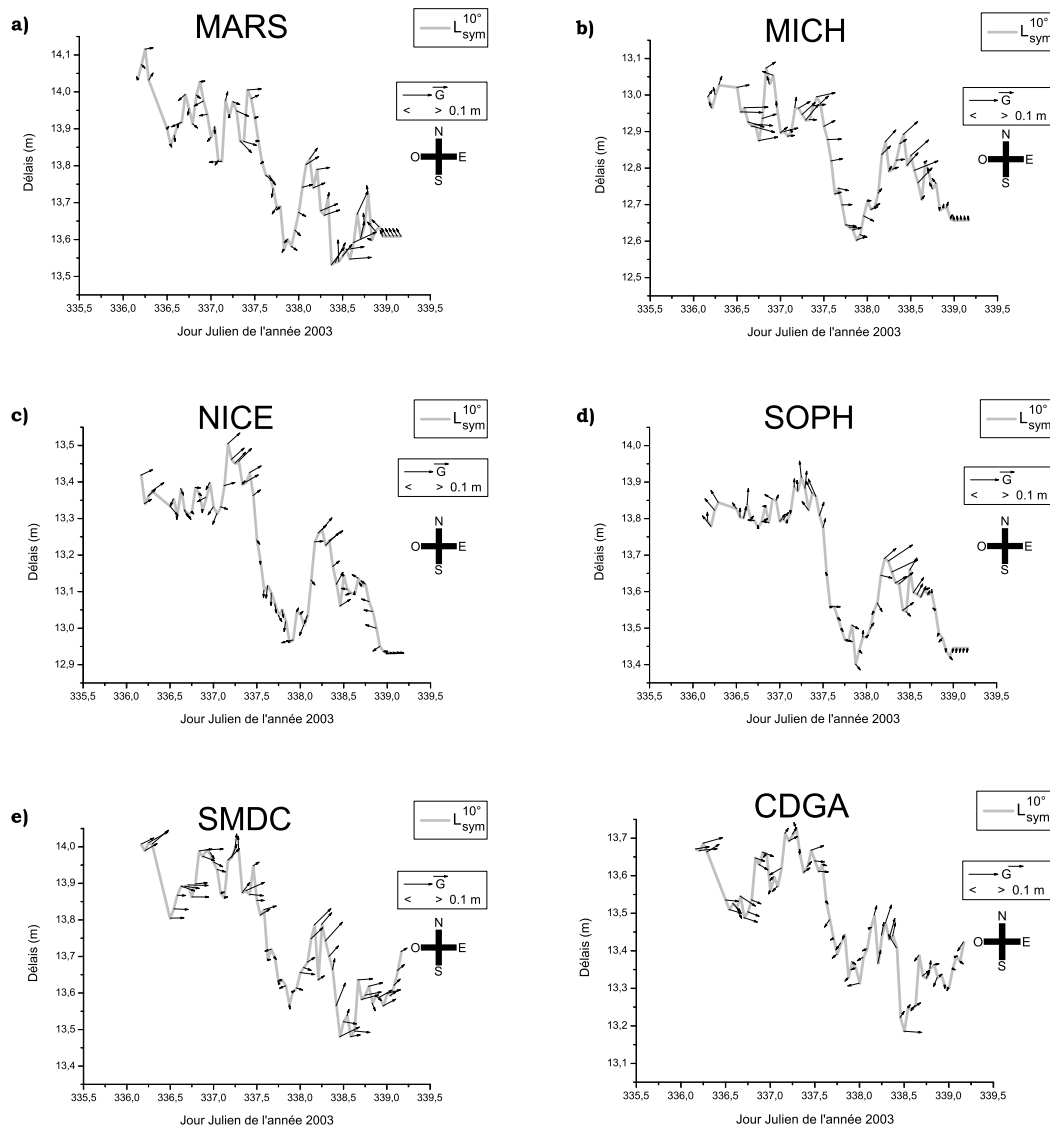 a)
MARS
L sym 10°
G
< > 0.1 m
N
O E
S
Délais (m)
14,1
14,0
13,9
13,8
13,7
13,6
13,5
335,5 336,0 336,5 337,0 337,5 338,0 338,5 339,0 339,5
Jour Julien de l'année 2003
b)
MICH
L sym 10°
G
< > 0.1 m
N
O E
S
Délais (m)
13,1
13,0
12,9
12,8
12,7
12,6
12,5
335,5 336,0 336,5 337,0 337,5 338,0 338,5 339,0 339,5
Jour Julien de l'année 2003
c)
NICE
L sym 10°
G
< > 0.1 m
N
O E
S
Délais (m)
13,5
13,4
13,3
13,2
13,1
13,0
12,9
335,5 336,0 336,5 337,0 337,5 338,0 338,5 339,0 339,5
Jour Julien de l'année 2003
d)
SOPH
L sym 10°
G
< > 0.1 m
N
O E
S
Délais (m)
14,0
13,9
13,8
13,7
13,6
13,5
13,4
335,5 336,0 336,5 337,0 337,5 338,0 338,5 339,0 339,5
Jour Julien de l'année 2003
e)
SMDC
L sym 10°
G
< > 0.1 m
N
O E
S
Délais (m)
14,0
13,9
13,8
13,7
13,6
13,5
13,4
335,5 336,0 336,5 337,0 337,5 338,0 338,5 339,0 339,5
Jour Julien de l'année 2003
CDGA
L sym 10°
G
< > 0.1 m
N
O E
S
Délais (m)
13,7
13,6
13,5
13,4
13,3
13,2
13,1
335,5 336,0 336,5 337,0 337,5 338,0 338,5 339,0 339,5
Jour Julien de l'année 2003